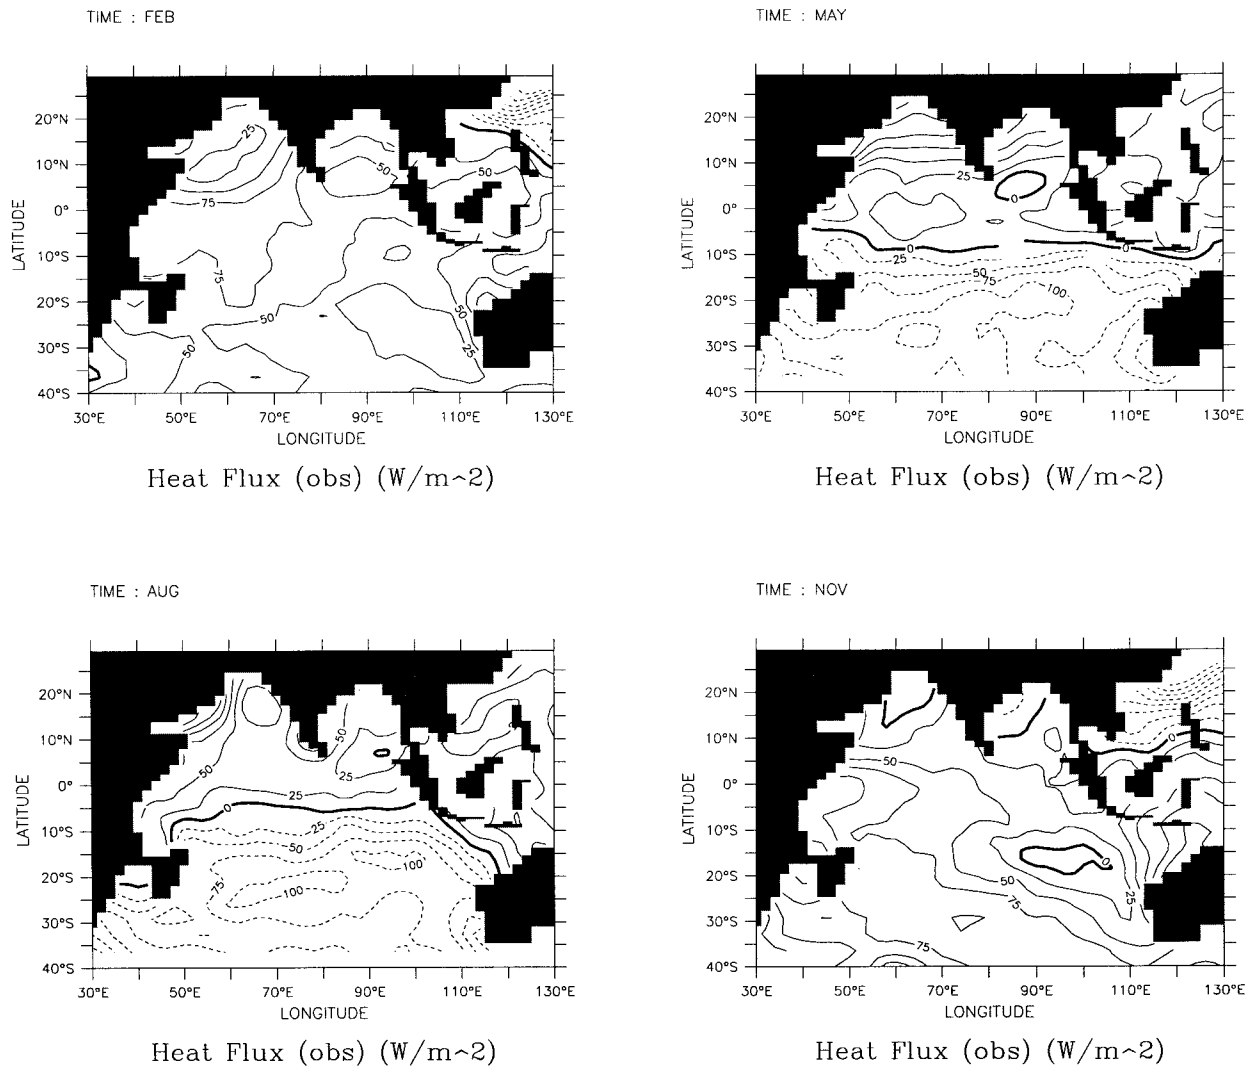 TIME : FEB
20°N
10°N
0°
10°S
20°S
30°S
40°S
LATITUDE
25
50
50
75
75
50
50
50
25
30°E 50°E 70°E 90°E 110°E 130°E
LONGITUDE
Heat Flux (obs) (W/m^2)
TIME : MAY
20°N
10°N
0°
10°S
20°S
30°S
40°S
LATITUDE
25
0
0
0
25
50
75
100
30°E 50°E 70°E 90°E 110°E 130°E
LONGITUDE
Heat Flux (obs) (W/m^2)
TIME : AUG
20°N
10°N
0°
10°S
20°S
30°S
40°S
LATITUDE
50
50
25
25
0
25
50
100
75
100
30°E 50°E 70°E 90°E 110°E 130°E
LONGITUDE
Heat Flux (obs) (W/m^2)
TIME : NOV
20°N
10°N
0°
10°S
20°S
30°S
40°S
LATITUDE
0
50
0
50
25
75
75
30°E 50°E 70°E 90°E 110°E 130°E
LONGITUDE
Heat Flux (obs) (W/m^2)